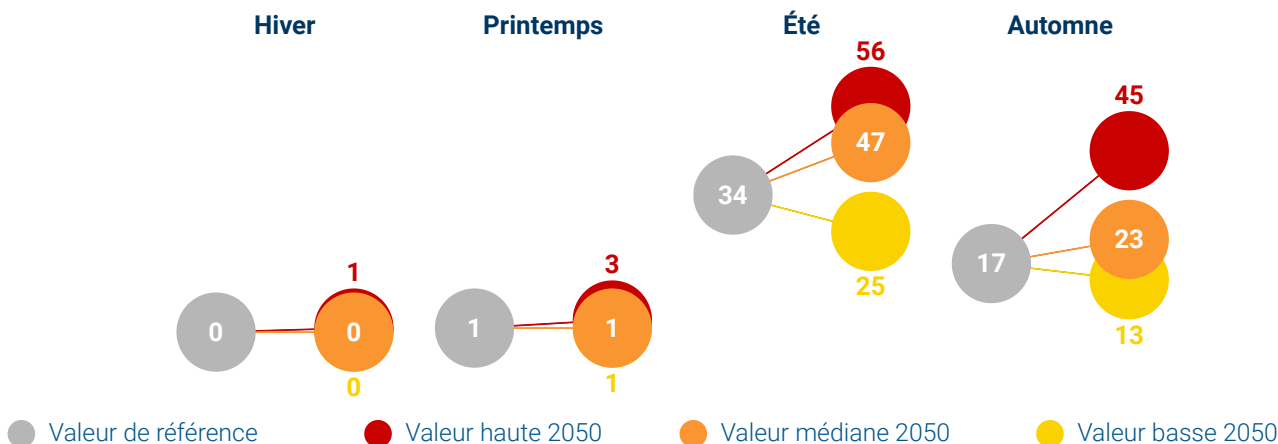 Hiver
Printemps
Été
Automne
0
1
0
0
1
3
1
1
34
56
47
25
17
45
23
13
Valeur de référence
Valeur haute 2050
Valeur médiane 2050
Valeur basse 2050